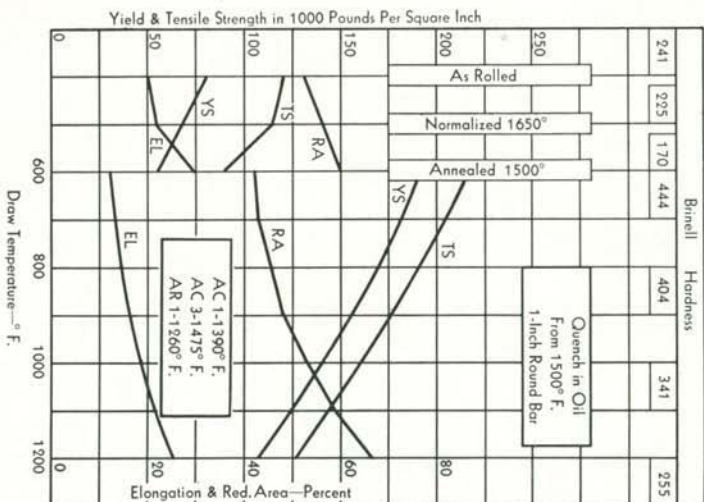 Yield & Tensile Strength in 1000 Pounds Per Square Inch
0
50
100
150
200
250
241
225
170
444
404
341
255
Brinell Hardness
As Rolled
Normalized 1650°
Annealed 1500°
YS
TS
RA
EL
YS
TS
RA
EL
Quench in Oil
From 1500° F.
1-Inch Round Bar
AC 1-1390° F.
AC 3-1475° F.
AR 1-1260° F.
600
800
1000
1200
Draw Temperature—° F.
0
20
40
60
80
Elongation & Red. Area—Percent